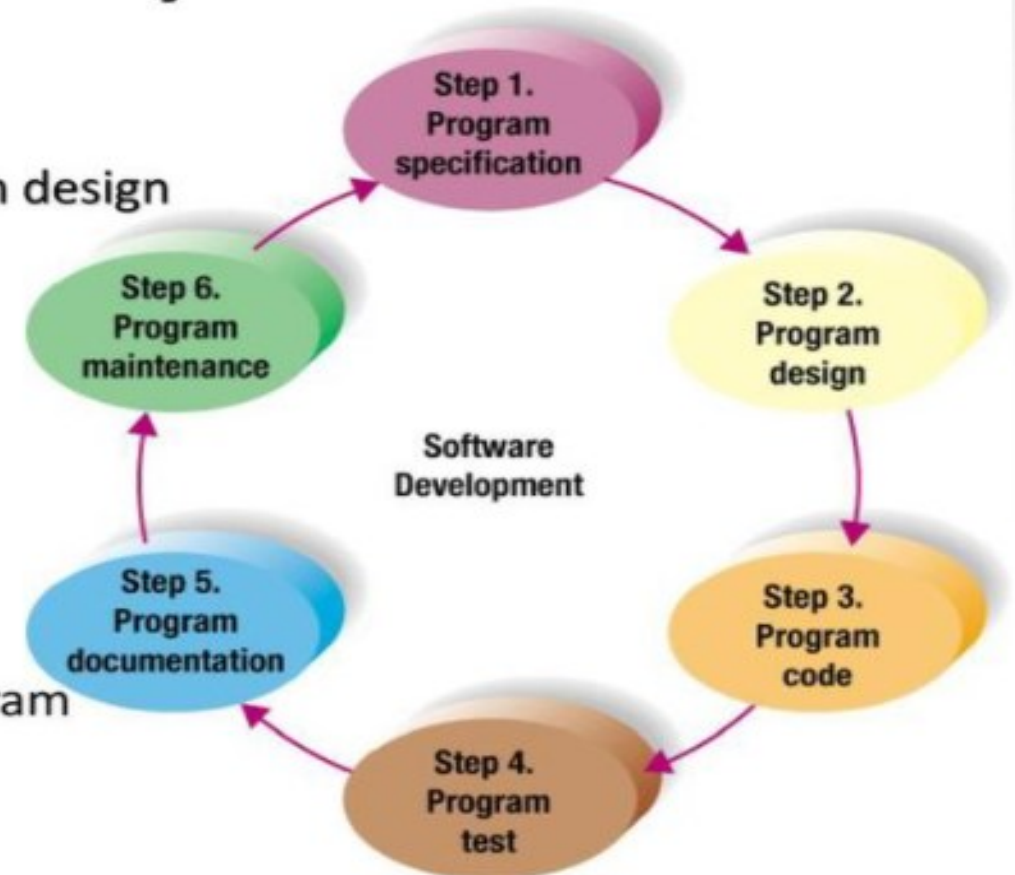 Step 1.
Program
specification
design
Step 6.
Program
maintenance
Step 2.
Program
design
Software
Development
Step 5.
Program
documentation
Step 3.
Program
code
Step 4.
Program
test